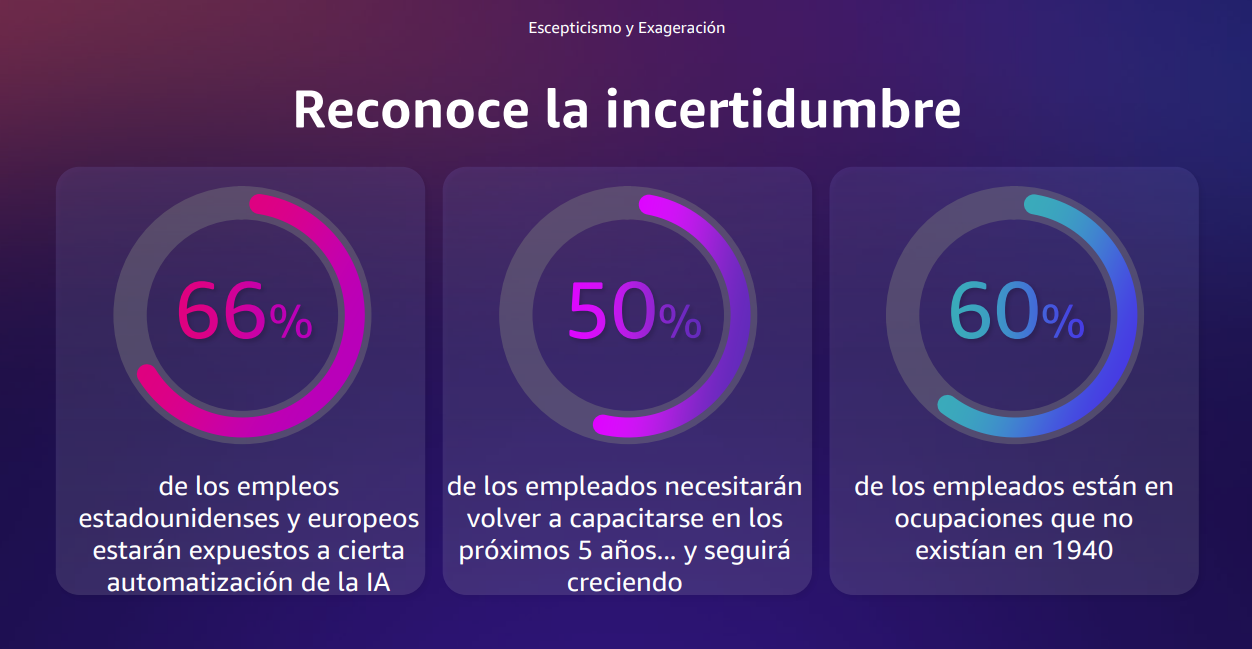 Escepticismo y Exageración
Reconoce la incertidumbre
66%
de los empleos
estadounidenses y europeos
estarán expuestos a cierta
automatización de la IA
50%
de los empleados necesitarán
volver a capacitarse en los
próximos 5 años... y seguirá
creciendo
60%
de los empleados están en
ocupaciones que no
existían en 1940